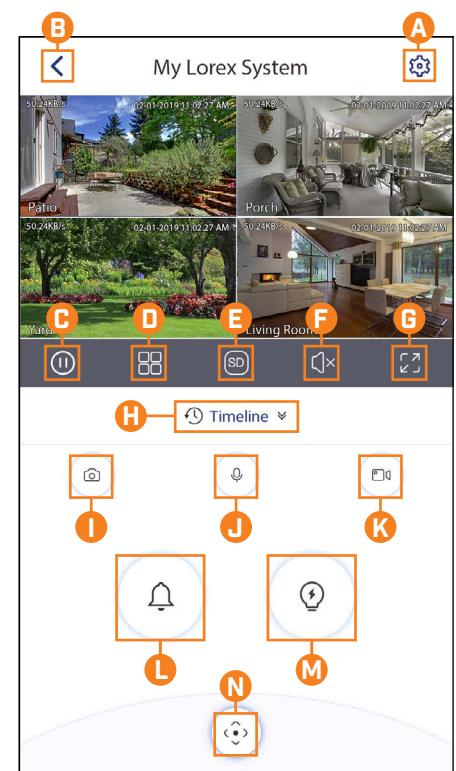 B
A
My Lorex System
50.24KB/s
02-01-2019 11:02:27 AM
50.24KB/s
02-01-2019 11:02:27 AM
Patio
Porch
50.24KB/s
02-01-2019 11:02:27 AM
50.24KB/s
02-01-2019 11:02:27 AM
Yard
Living Room
C
D
E
F
G
SD
H
Timeline
I
J
K
L
M
N